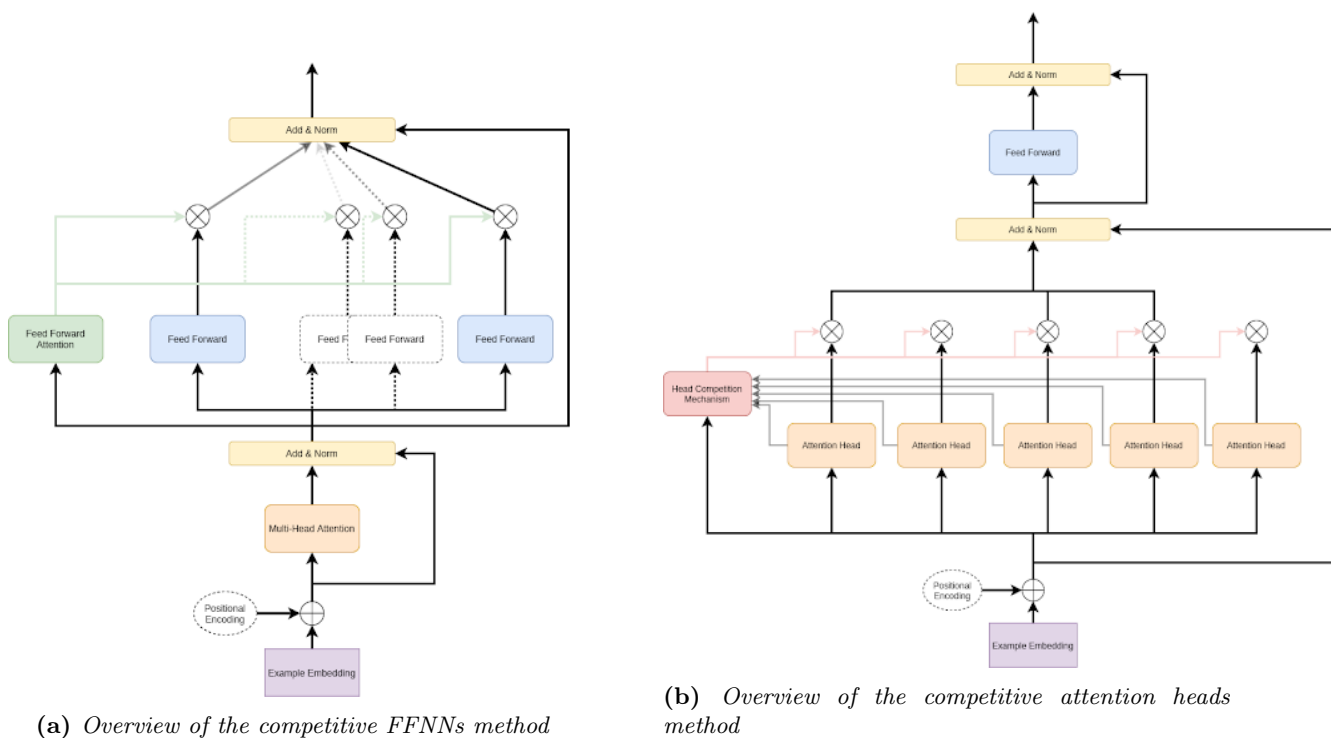 Add & Norm
Feed Forward
Attention
Feed Forward
Feed
Feed Forward
Feed Forward
Add & Norm
Multi-Head Attention
Positional
Encoding
Example Embedding
(a) Overview of the competitive FFNNs method
Add & Norm
Feed Forward
Add & Norm
Head Competition
Mechanism
Attention Head
Attention Head
Attention Head
Attention Head
Attention Head
Positional
Encoding
Example Embedding
(b) Overview of the competitive attention heads
method